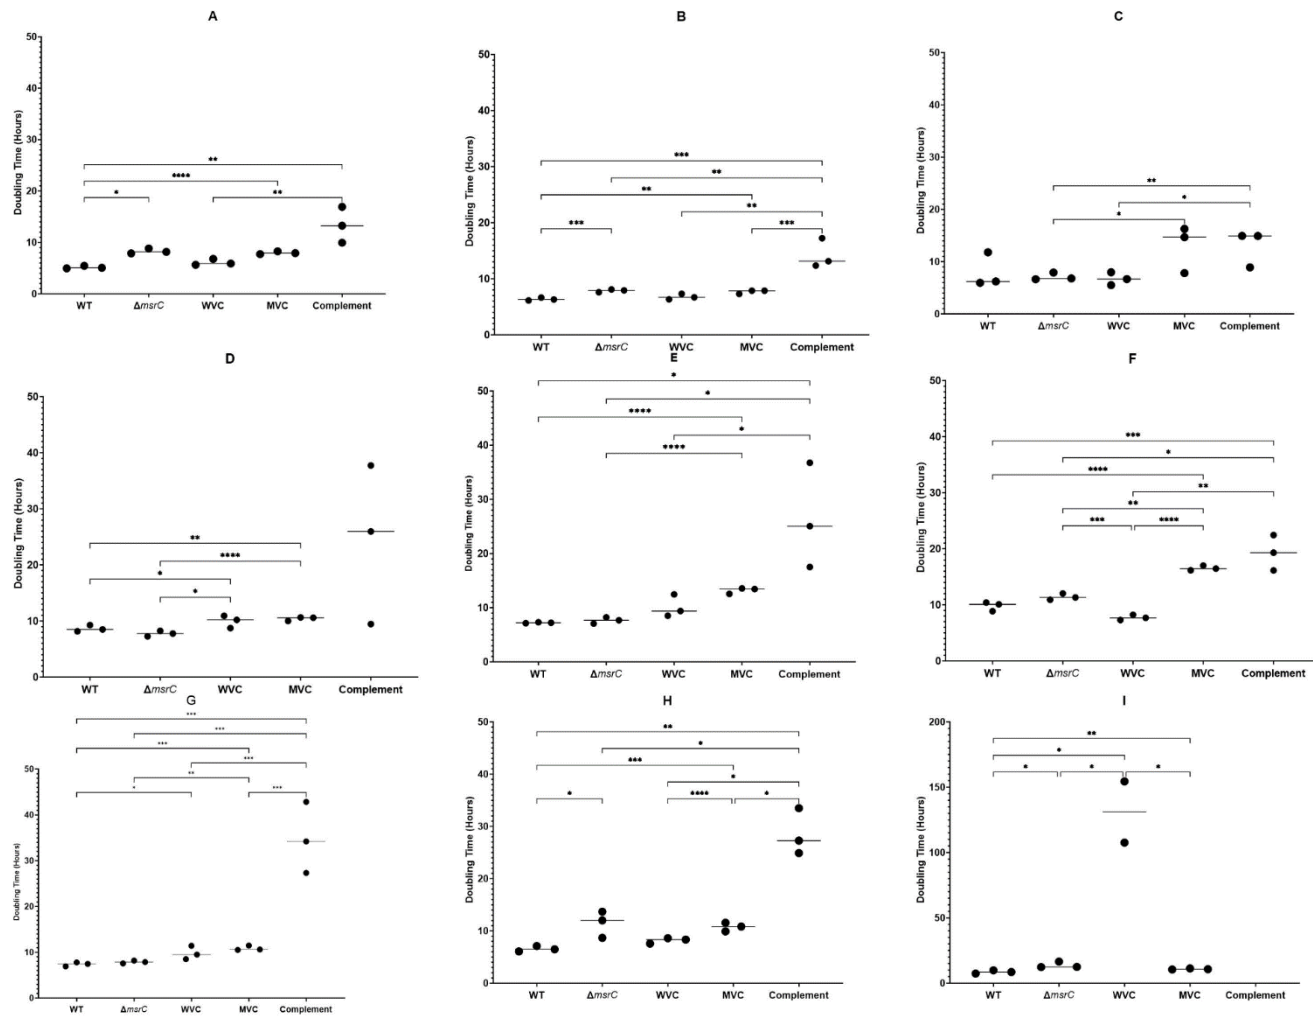 A
Doubling Time (Hours)
50
40
30
20
10
0
**
****
*
**
WT
ΔmsrC
WVC
MVC
Complement
B
Doubling Time (Hours)
50
40
30
20
10
0
***
**
**
**
***
***
WT
ΔmsrC
WVC
MVC
Complement
C
Doubling Time (Hours)
50
40
30
20
10
0
**
*
*
WT
ΔmsrC
WVC
MVC
Complement
D
Doubling Time (Hours)
50
40
30
20
10
0
**
****
*
*
WT
ΔmsrC
WVC
MVC
Complement
E
Doubling Time (Hours)
50
40
30
20
10
0
*
*
****
*
****
WT
ΔmsrC
WVC
MVC
Complement
F
Doubling Time (Hours)
50
40
30
20
10
0
***
*
****
**
**
***
****
WT
ΔmsrC
WVC
MVC
Complement
G
Doubling Time (Hours)
50
40
30
20
10
0
***
***
***
***
**
*
***
WT
ΔmsrC
WVC
MVC
Complement
H
Doubling Time (Hours)
50
40
30
20
10
0
**
*
***
*
*
****
*
WT
ΔmsrC
WVC
MVC
Complement
I
Doubling Time (Hours)
200
150
100
50
0
**
*
*
*
*
WT
ΔmsrC
WVC
MVC
Complement